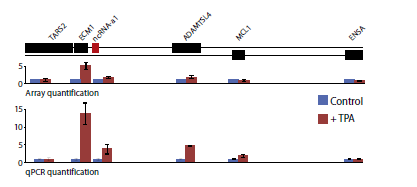 TARS2 ECM1 ncRNA-a1 ADAMTSL4 MCL1 ENSA
5
0
Array quantification
15
10
5
0
qPCR quantification
Control
+ TPA